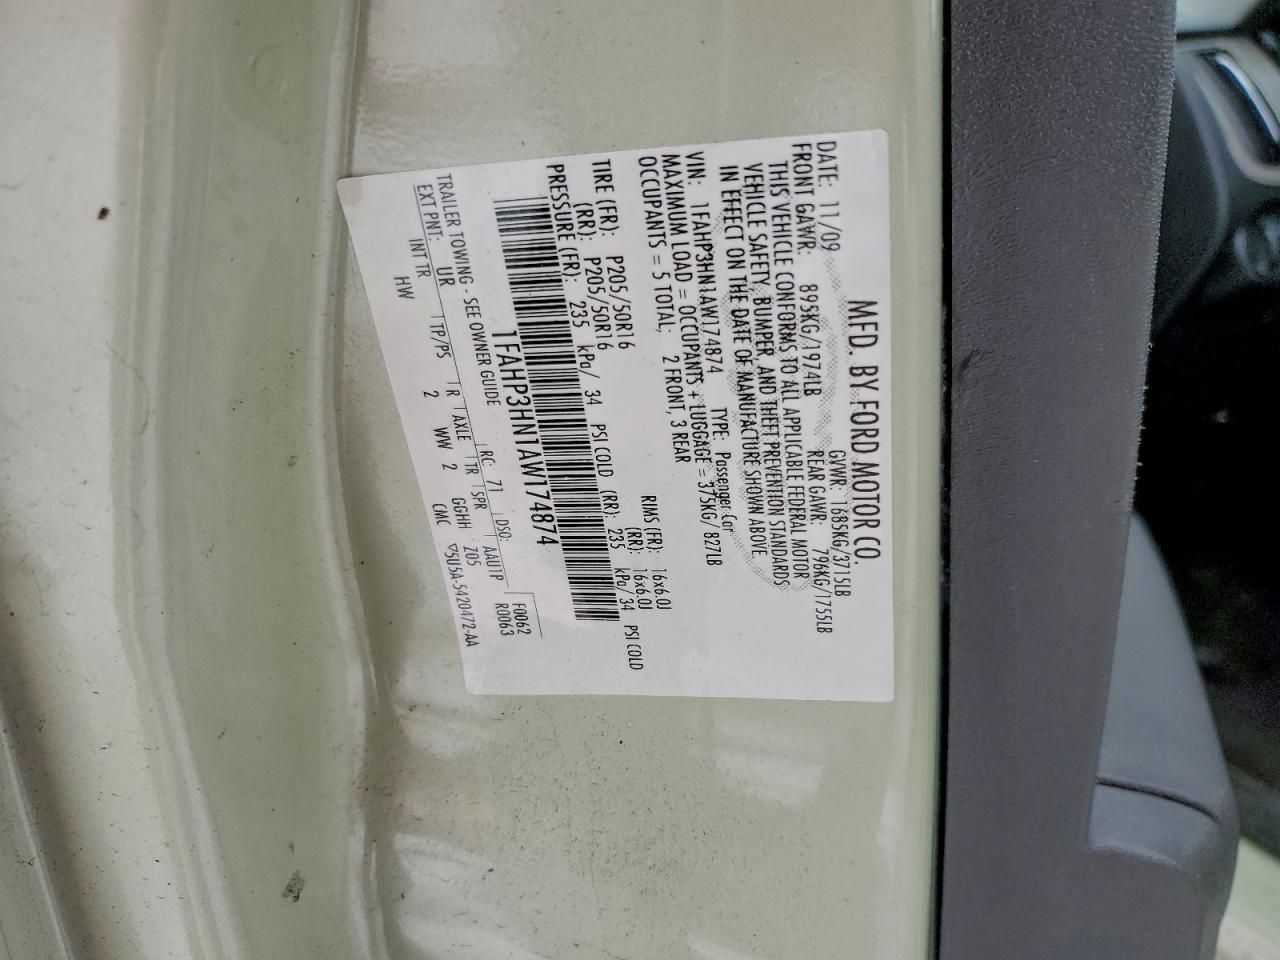 MFD. BY FORD MOTOR CO.
DATE: 11/09 GVWR: 1685KG/3715LB
FRONT GAWR: 895KG/1974LB REAR GAWR: 796KG/1755LB
THIS VEHICLE CONFORMS TO ALL APPLICABLE FEDERAL MOTOR
VEHICLE SAFETY, BUMPER, AND THEFT PREVENTION STANDARDS
IN EFFECT ON THE DATE OF MANUFACTURE SHOWN ABOVE
VIN: 1FAHP3HN1AW174874 TYPE: Passenger Car
MAXIMUM LOAD = OCCUPANTS + LUGGAGE = 375KG/827LB
OCCUPANTS = 5 TOTAL, 2 FRONT, 3 REAR
TIRE (FR): P205/50R16 RIMS (FR): 16x6.0J
(RR): P205/50R16 (RR): 16x6.0J
PRESSURE (FR): 235 kPa/ 34 PSI COLD (RR): 235 kPa/ 34 PSI COLD
1FAHP3HN1AW174874
TRAILER TOWING - SEE OWNER GUIDE
EXT PNT: UR RC: 71 DSO: F0062
INT TR TP/PS R AXLE TR SPR AAU1P R0063
HW 2 2 WW 2 GGHH Z05
CMC ▽5U5A-5420472-AA